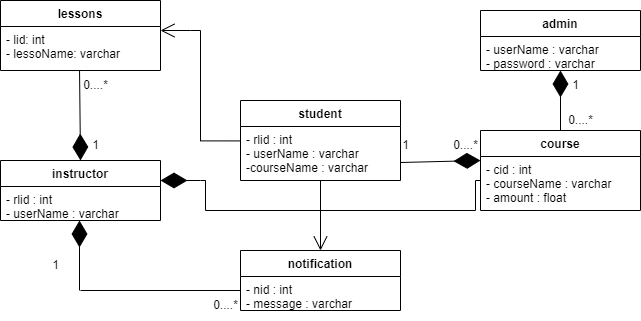 lessons
- lid: int
- lessoName: varchar
admin
- userName : varchar
- password : varchar
0....*
1
0....*
student
- rlid : int
- userName : varchar
-courseName : varchar
1
0....*
course
- cid : int
- courseName : varchar
- amount : float
1
instructor
- rlid : int
- userName : varchar
1
notification
- nid : int
- message : varchar
0....*